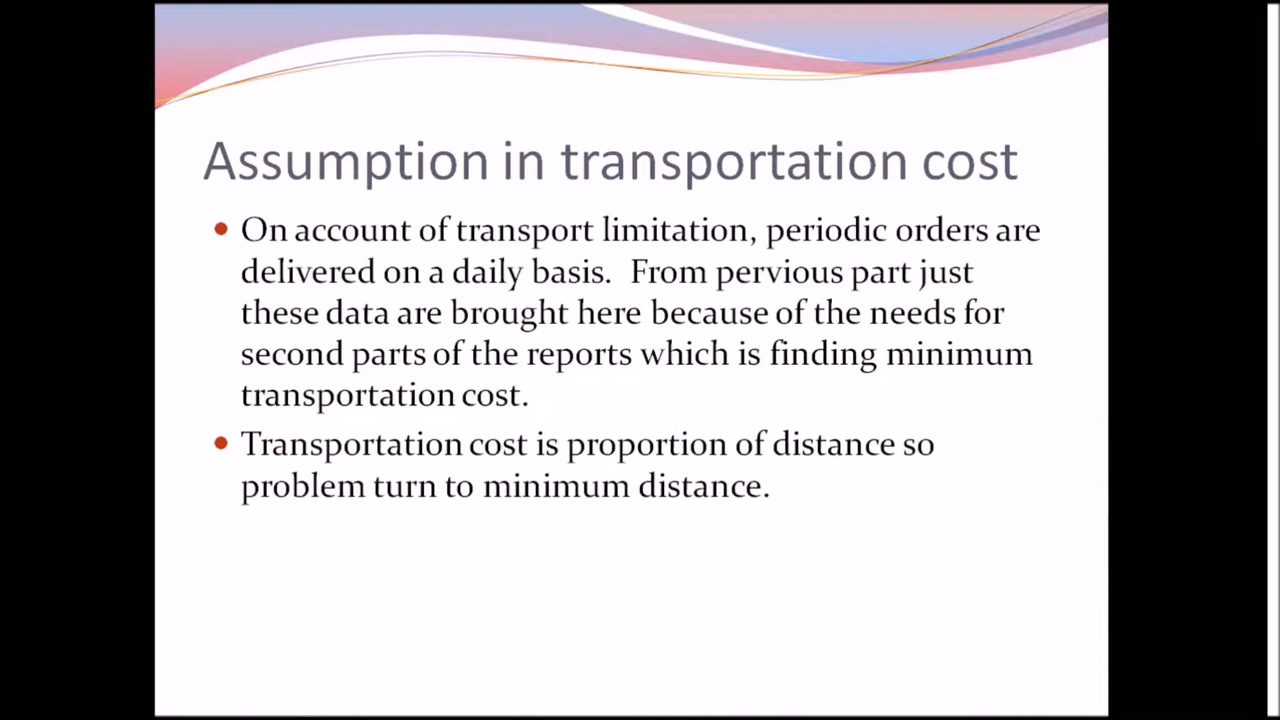 Assumption in transportation cost
• On account of transport limitation, periodic orders are
delivered on a daily basis. From pervious part just
these data are brought here because of the needs for
second parts of the reports which is finding minimum
transportation cost.
• Transportation cost is proportion of distance so
problem turn to minimum distance.